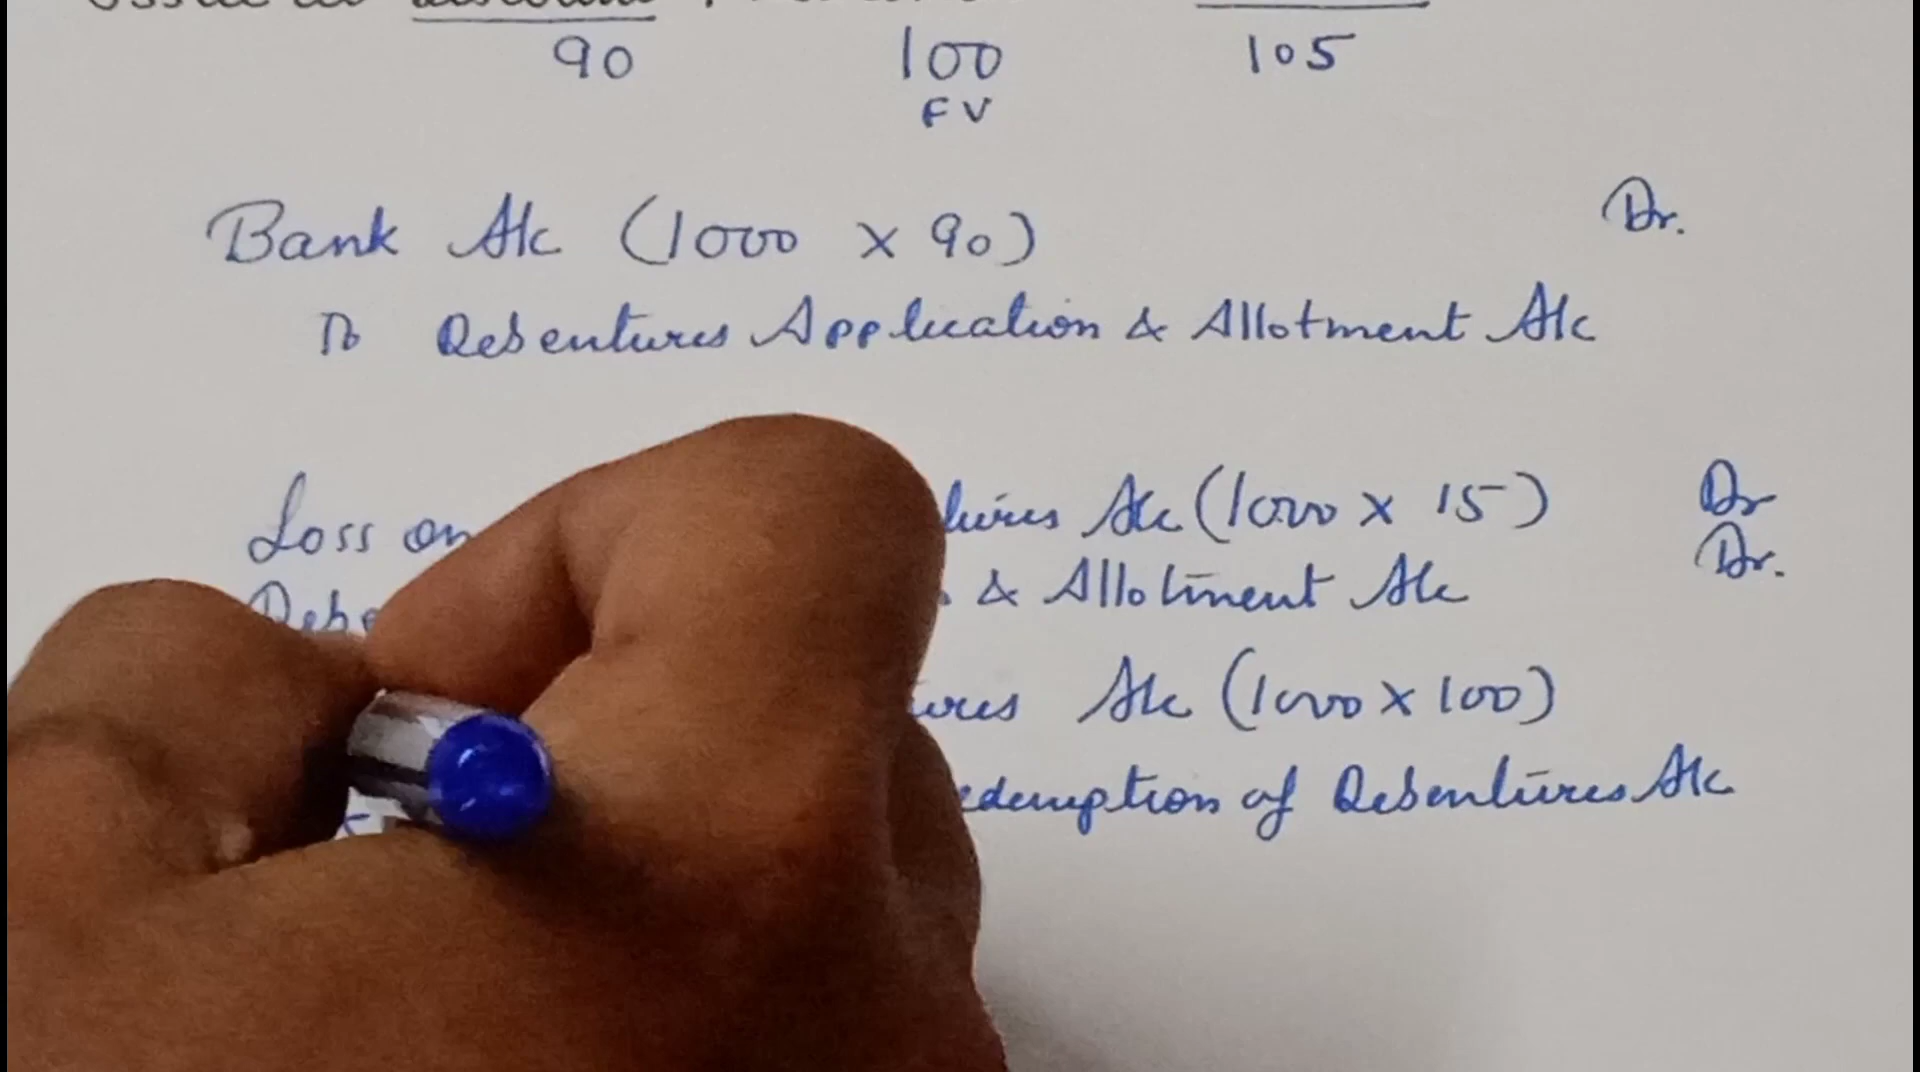 90 100 105
FV
Bank A/c (1000 x 90) Dr.
To Debentures Application & Allotment A/c
Loss on A/c (1000 x 15) Dr
& Allotment A/c Dr.
A/c (1000 x 100)
of Debentures A/c